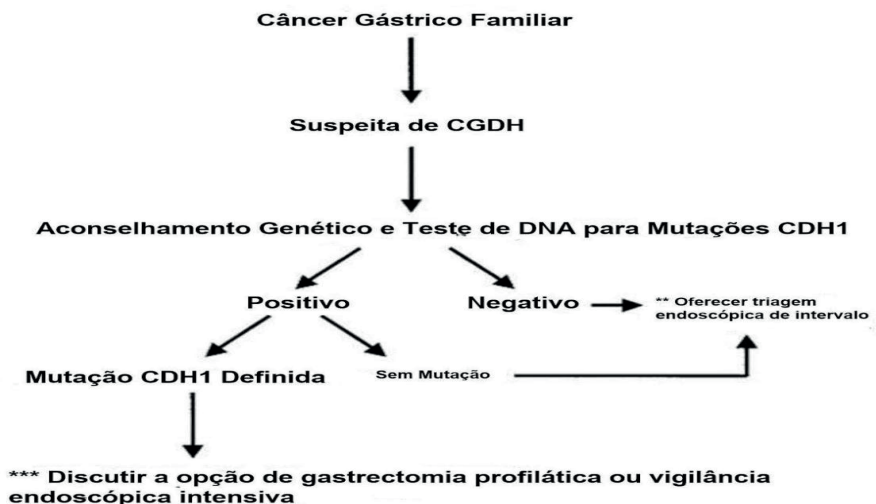 Câncer Gástrico Familiar
Suspeita de CGDH
Aconselhamento Genético e Teste de DNA para Mutações CDH1
Positivo
Negativo
** Oferecer triagem
endoscópica de intervalo
Mutação CDH1 Definida
Sem Mutação
*** Discutir a opção de gastrectomia profilática ou vigilância
endoscópica intensiva